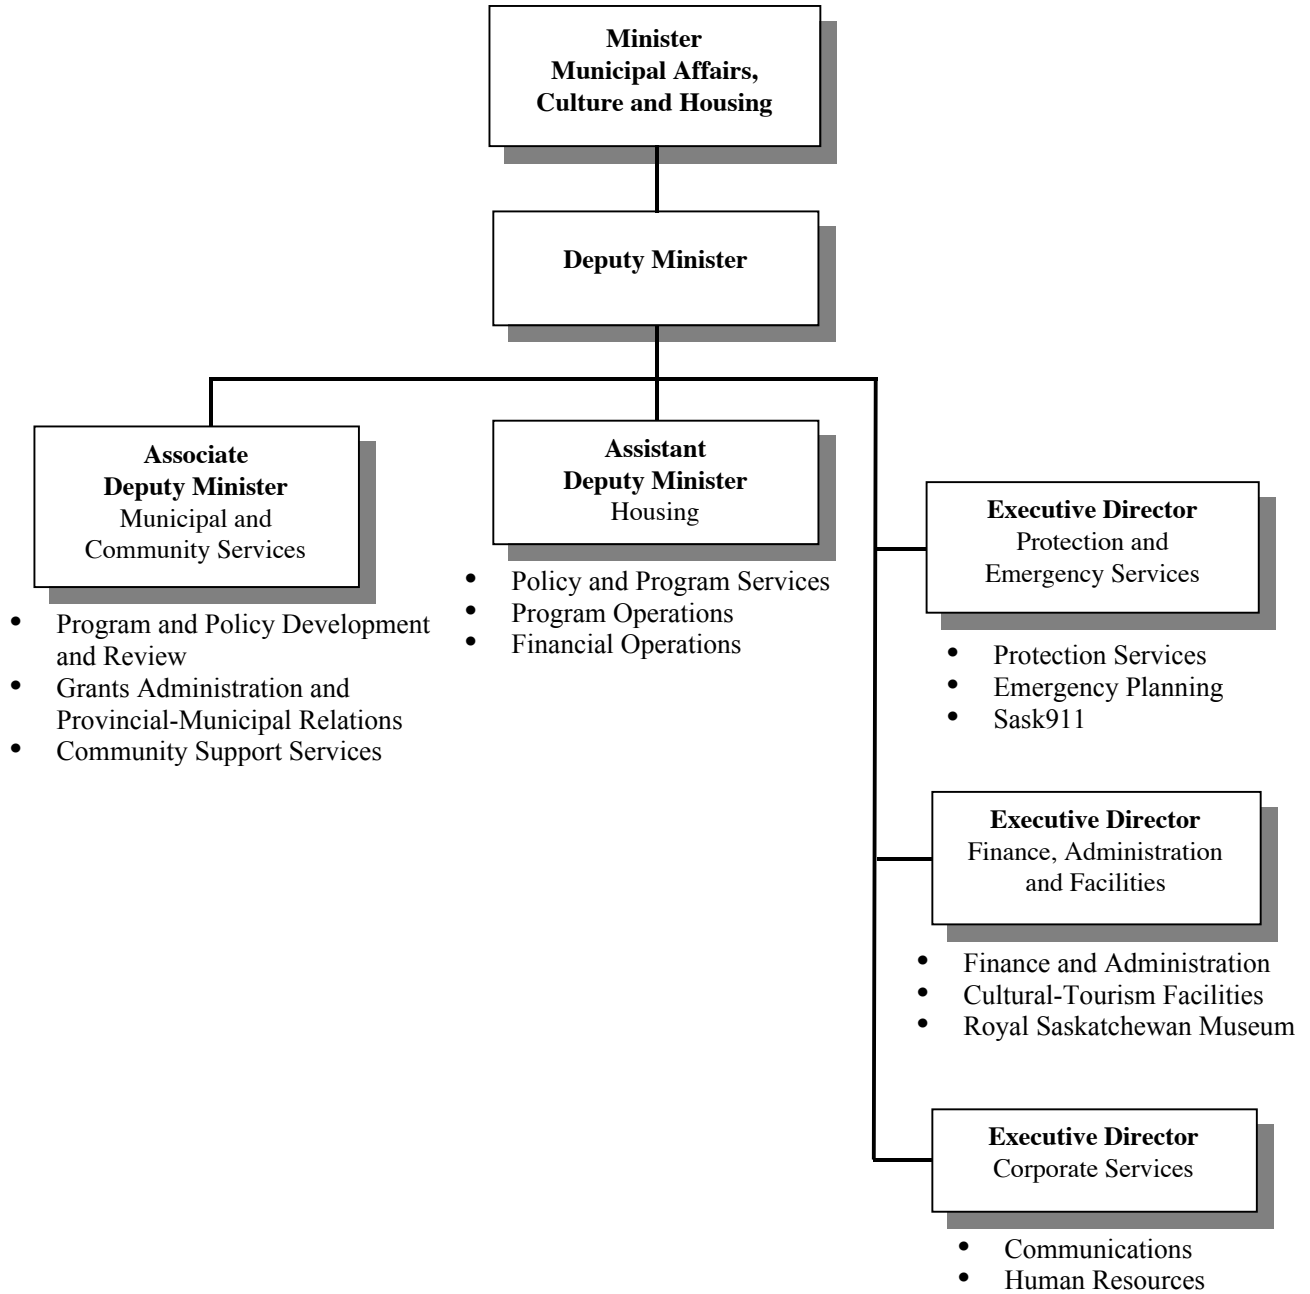 Minister
Municipal Affairs,
Culture and Housing
Deputy Minister
Associate
Deputy Minister
Municipal and
Community Services
• Program and Policy Development
and Review
• Grants Administration and
Provincial-Municipal Relations
• Community Support Services
Assistant
Deputy Minister
Housing
• Policy and Program Services
• Program Operations
• Financial Operations
Executive Director
Protection and
Emergency Services
• Protection Services
• Emergency Planning
• Sask911
Executive Director
Finance, Administration
and Facilities
• Finance and Administration
• Cultural-Tourism Facilities
• Royal Saskatchewan Museum
Executive Director
Corporate Services
• Communications
• Human Resources